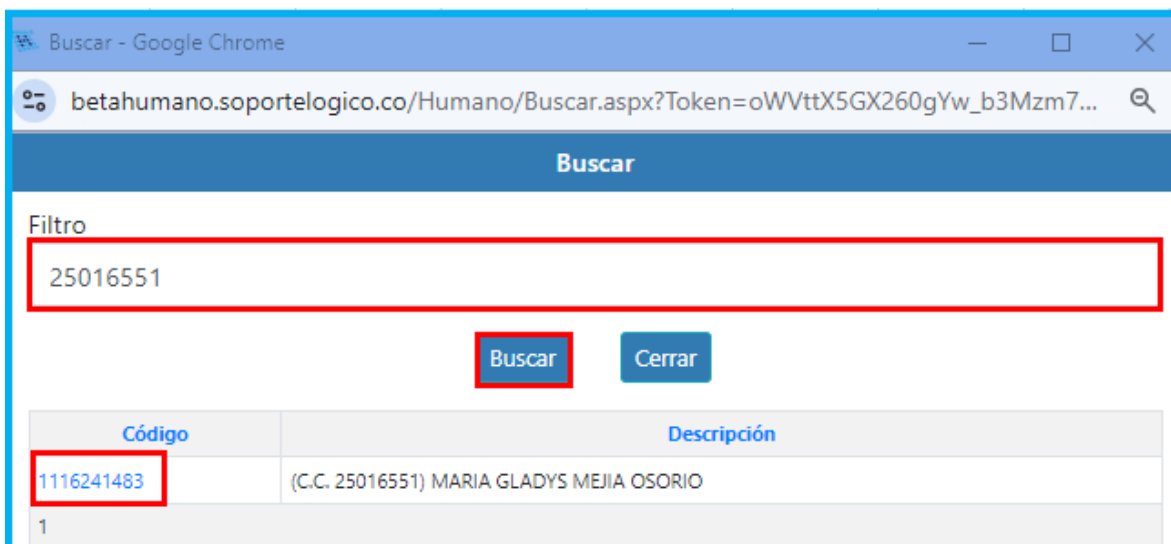 Buscar - Google Chrome
betahumano.soportelogico.co/Humano/Buscar.aspx?Token=oWVttX5GX260gYw_b3Mzm7...
Buscar
Filtro
25016551
Buscar Cerrar
Código Descripción
1116241483 (C.C. 25016551) MARIA GLADYS MEJIA OSORIO
1